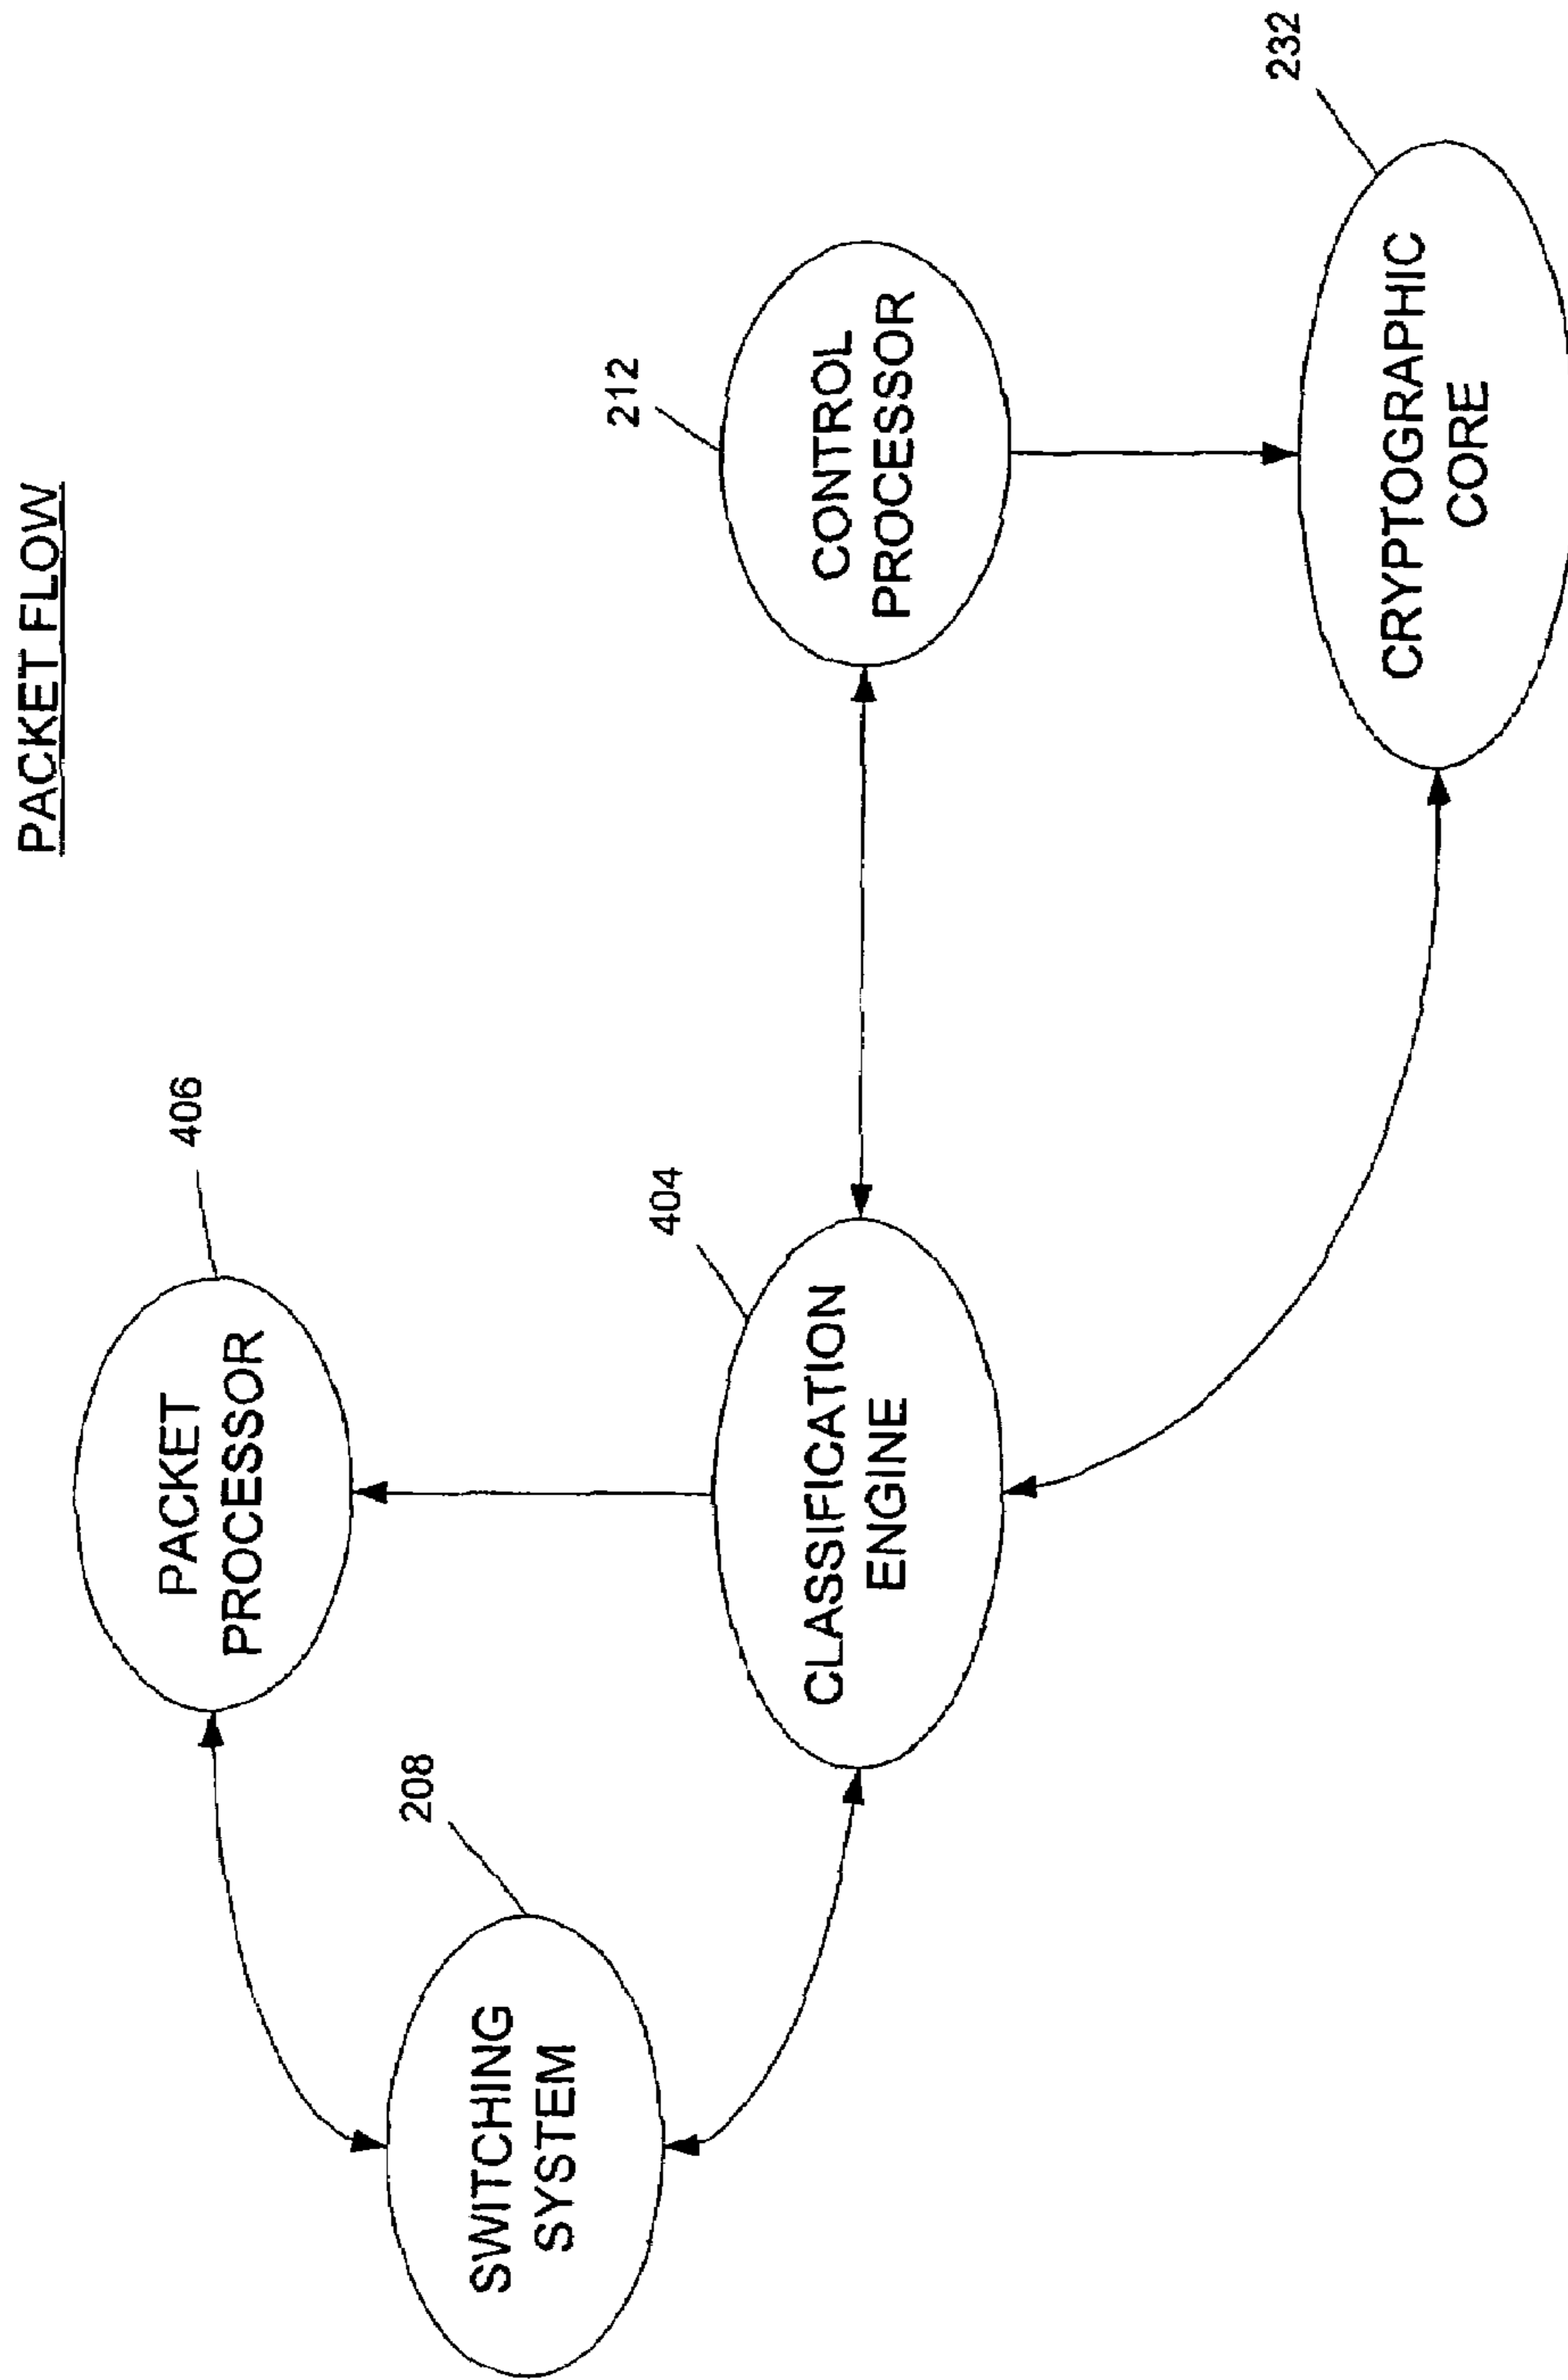 PACKET FLOW
406
PACKET
PROCESSOR
208
SWITCHING
SYSTEM
404
CLASSIFICATION
ENGINE
212
CONTROL
PROCESSOR
232
CRYPTOGRAPHIC
CORE